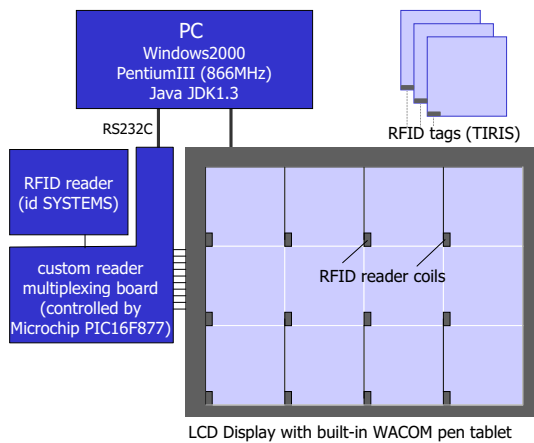 PC
Windows2000
PentiumIII (866MHz)
Java JDK1.3
RS232C
RFID tags (TIRIS)
RFID reader
(id SYSTEMS)
custom reader
multiplexing board
(controlled by
Microchip PIC16F877)
RFID reader coils
LCD Display with built-in WACOM pen tablet